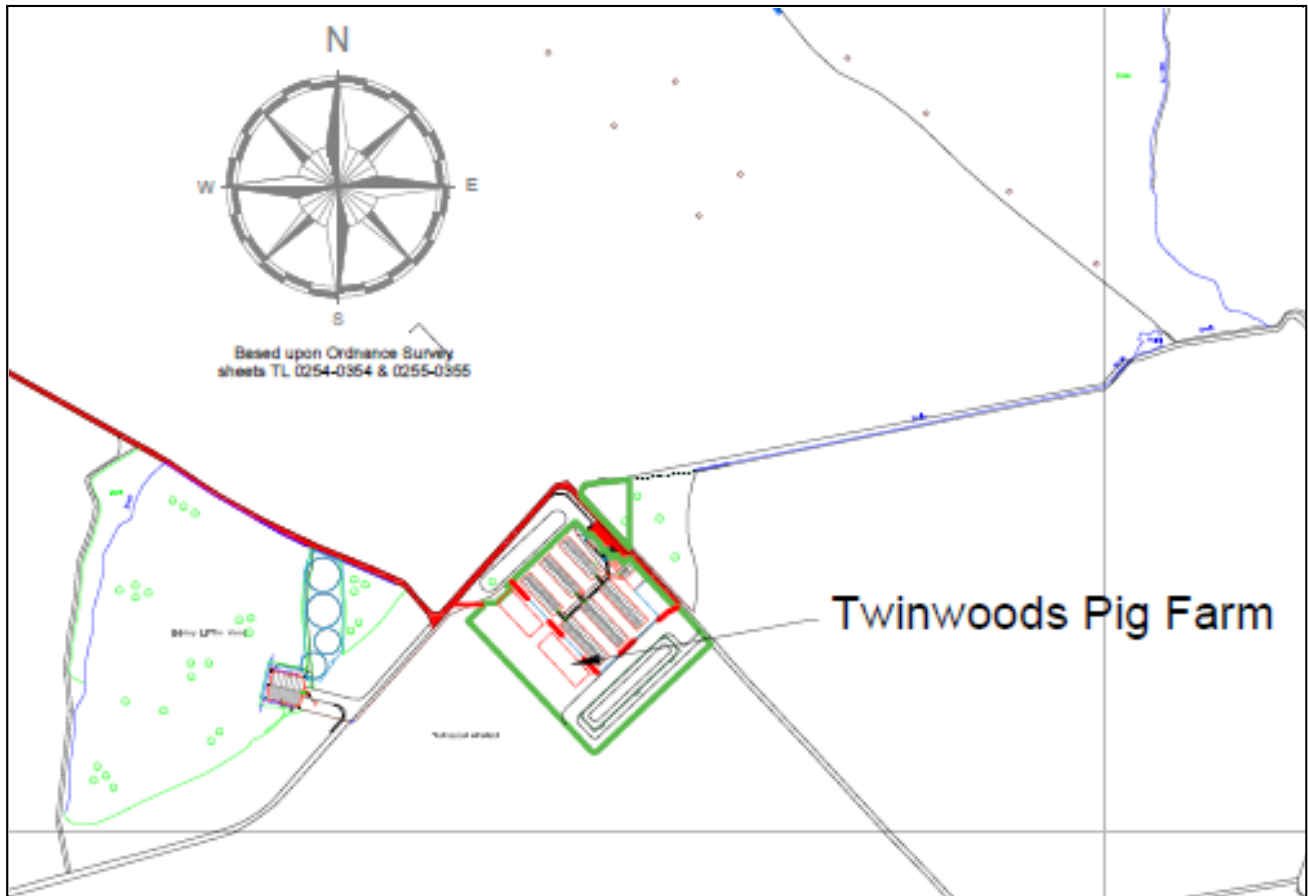 N
W
E
S
Based upon Ordnance Survey
sheets TL 0254-0354 & 0255-0355
Twinwoods Pig Farm